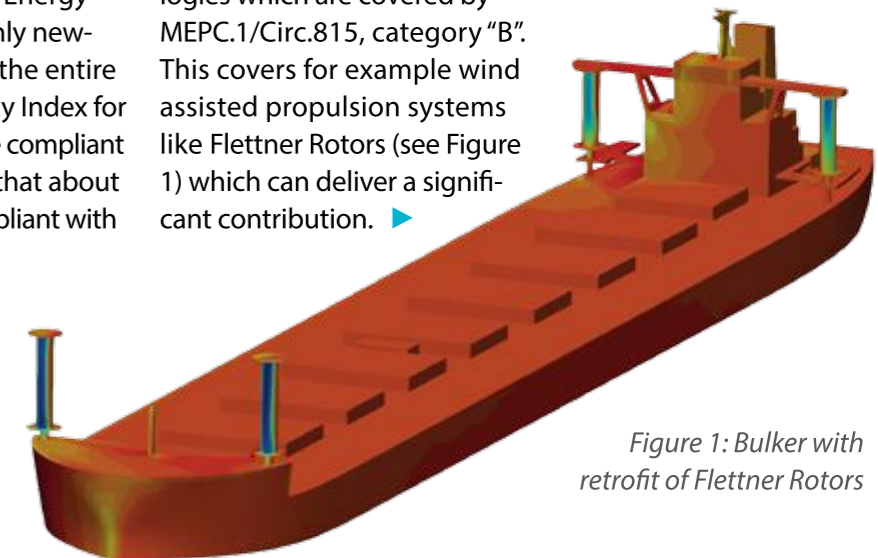 Energy
nly new-
the entire
y Index for
compliant
that about
pliant with
logies which are covered by
MEPC.1/Circ.815, category “B”.
This covers for example wind
assisted propulsion systems
like Flettner Rotors (see Figure
1) which can deliver a signifi-
cant contribution. ►
Figure 1: Bulker with
retrofit of Flettner Rotors